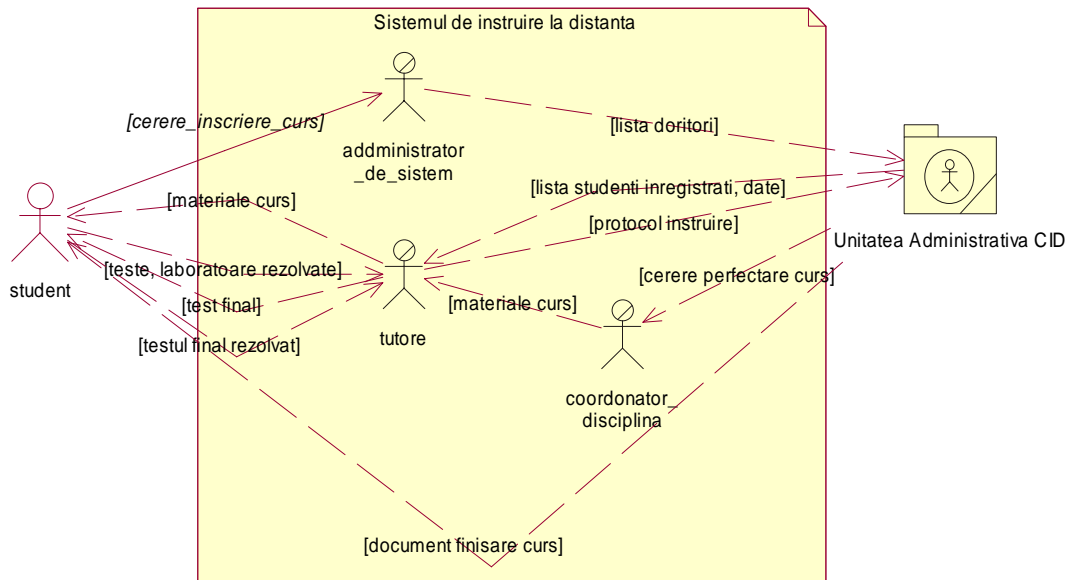 Sistemul de instruire la distanta
[cerere_inscriere_curs]
[lista doritori]
addministrator
_de_sistem
[materiale curs]
[lista studenti inregistrati, date]
[protocol instruire]
Unitatea Administrativa CID
[teste, laboratoare rezolvate]
[cerere perfectare curs]
student
[test final]
[materiale curs]
tutore
[testul final rezolvat]
coordonator_
disciplina
[document finisare curs]